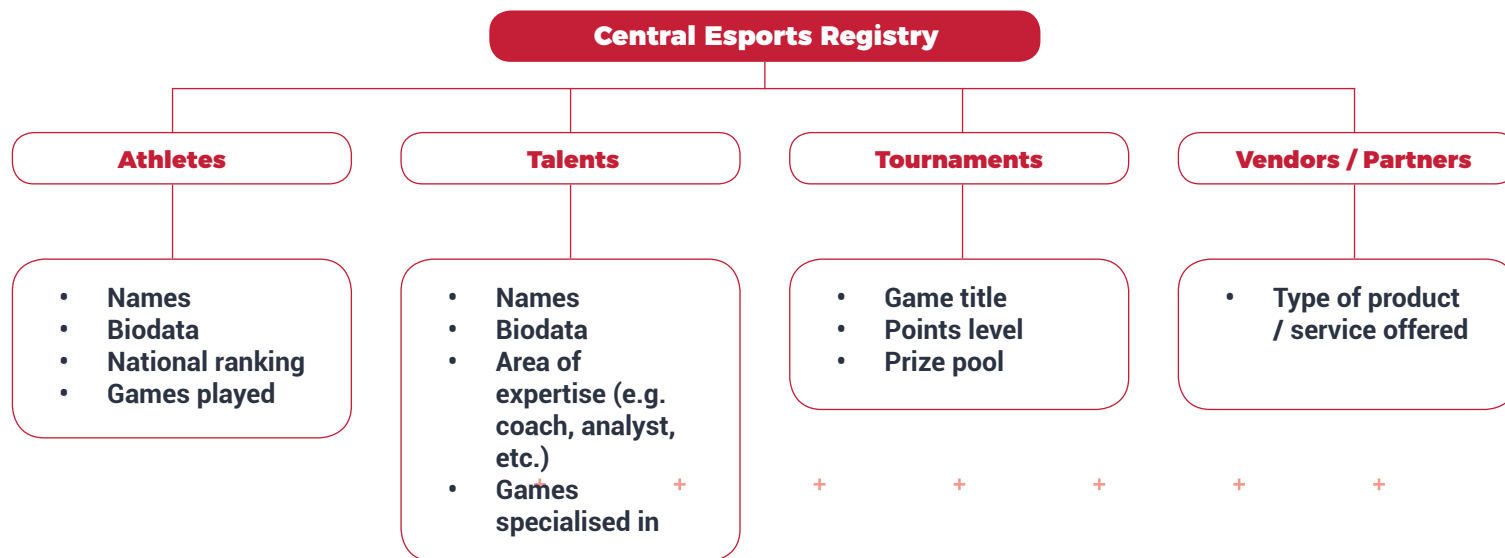 Central Esports Registry
Athletes
• Names
• Biodata
• National ranking
• Games played
Talents
• Names
• Biodata
• Area of
expertise (e.g.
coach, analyst,
etc.)
• Games
specialised in
Tournaments
• Game title
• Points level
• Prize pool
Vendors / Partners
• Type of product
/ service offered